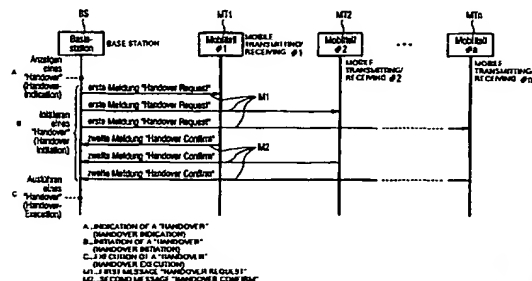 BS
MT1
MT2
MTn
Basis-
station
BASE STATION
Mobilteil
#1
MOBILE
TRANSMITTING/
RECEIVING #1
Mobilteil
#2
MOBILE
TRANSMITTING/
RECEIVING #2
Mobilteil
#n
MOBILE
TRANSMITTING/
RECEIVING #n
A
Anzeigen
eines
"Handover"
(Handover-
Indication)
B
Initiieren
eines
"Handover"
(Handover
Initiation)
C
Ausführen
eines
"Handover"
(Handover-
Execution)
erste Meldung "Handover Request"
erste Meldung "Handover Request"
erste Meldung "Handover Request"
M1
zweite Meldung "Handover Confirm"
zweite Meldung "Handover Confirm"
zweite Meldung "Handover Confirm"
M2
A...INDICATION OF A "HANDOVER"
(HANDOVER INDICATION)
B...INITIATION OF A "HANDOVER"
(HANDOVER INITIATION)
C...EXECUTION OF A "HANDOVER"
(HANDOVER EXECUTION)
M1...FIRST MESSAGE "HANDOVER REQUEST"
M2...SECOND MESSAGE "HANDOVER CONFIRM"